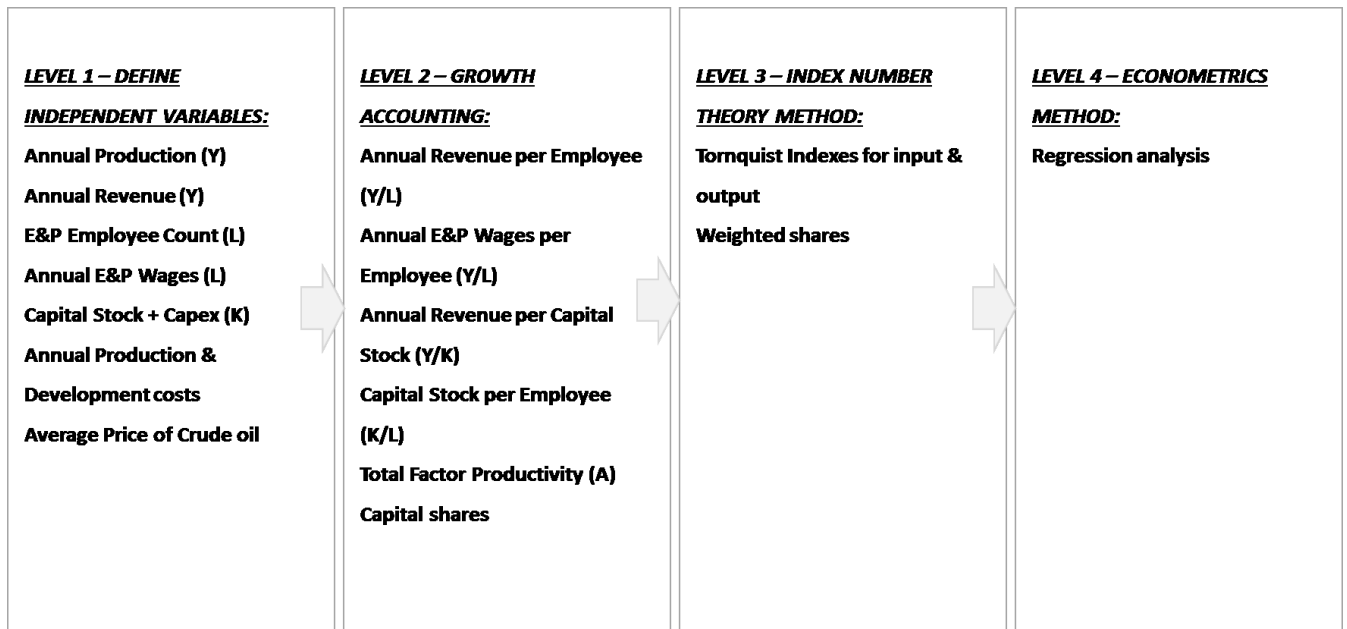 LEVEL 1 – DEFINE
INDEPENDENT VARIABLES:
Annual Production (Y)
Annual Revenue (Y)
E&P Employee Count (L)
Annual E&P Wages (L)
Capital Stock + Capex (K)
Annual Production &
Development costs
Average Price of Crude oil
LEVEL 2 – GROWTH
ACCOUNTING:
Annual Revenue per Employee
(Y/L)
Annual E&P Wages per
Employee (Y/L)
Annual Revenue per Capital
Stock (Y/K)
Capital Stock per Employee
(K/L)
Total Factor Productivity (A)
Capital shares
LEVEL 3 – INDEX NUMBER
THEORY METHOD:
Tornquist Indexes for input &
output
Weighted shares
LEVEL 4 – ECONOMETRICS
METHOD:
Regression analysis